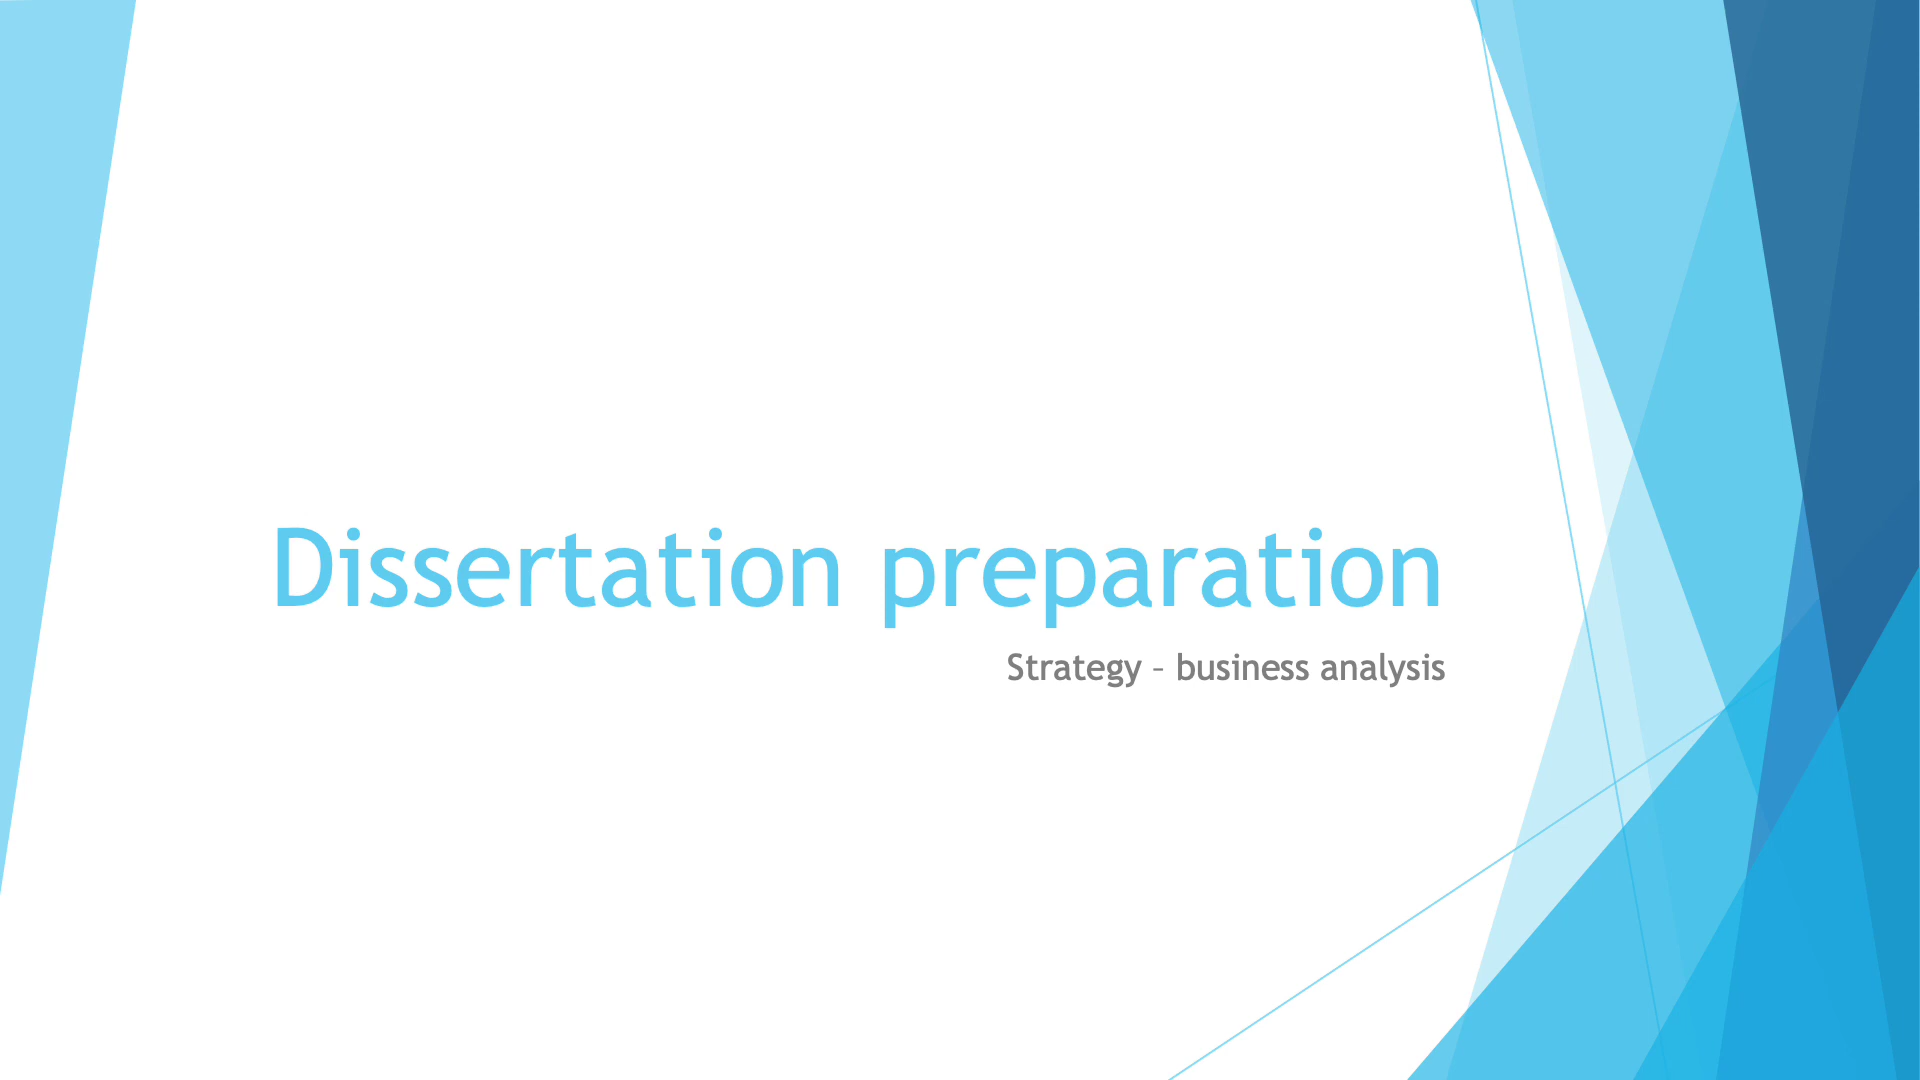 Dissertation preparation
Strategy – business analysis